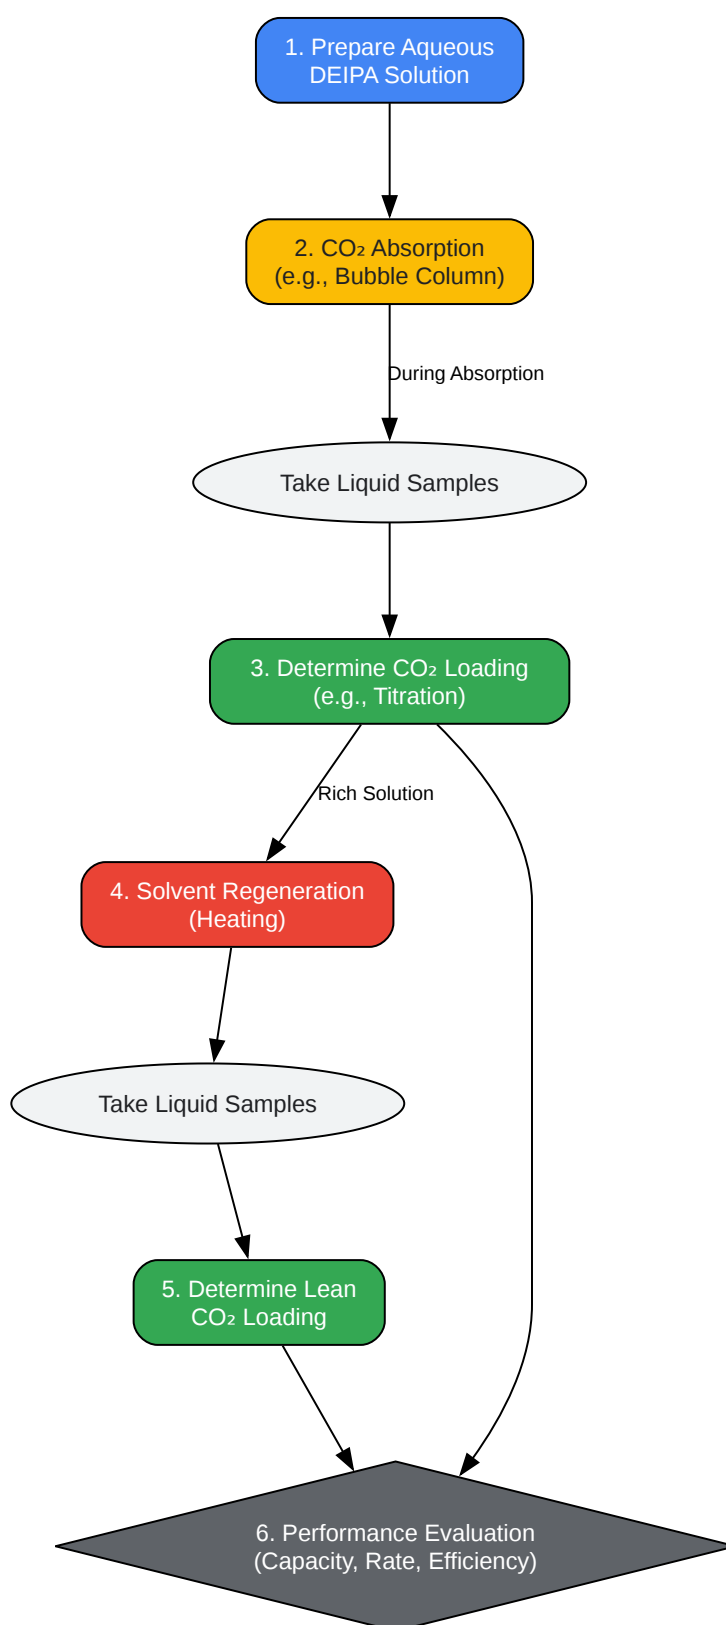 1. Prepare Aqueous
DEIPA Solution
2. CO₂ Absorption
(e.g., Bubble Column)
During Absorption
Take Liquid Samples
3. Determine CO₂ Loading
(e.g., Titration)
Rich Solution
4. Solvent Regeneration
(Heating)
Take Liquid Samples
5. Determine Lean
CO₂ Loading
6. Performance Evaluation
(Capacity, Rate, Efficiency)